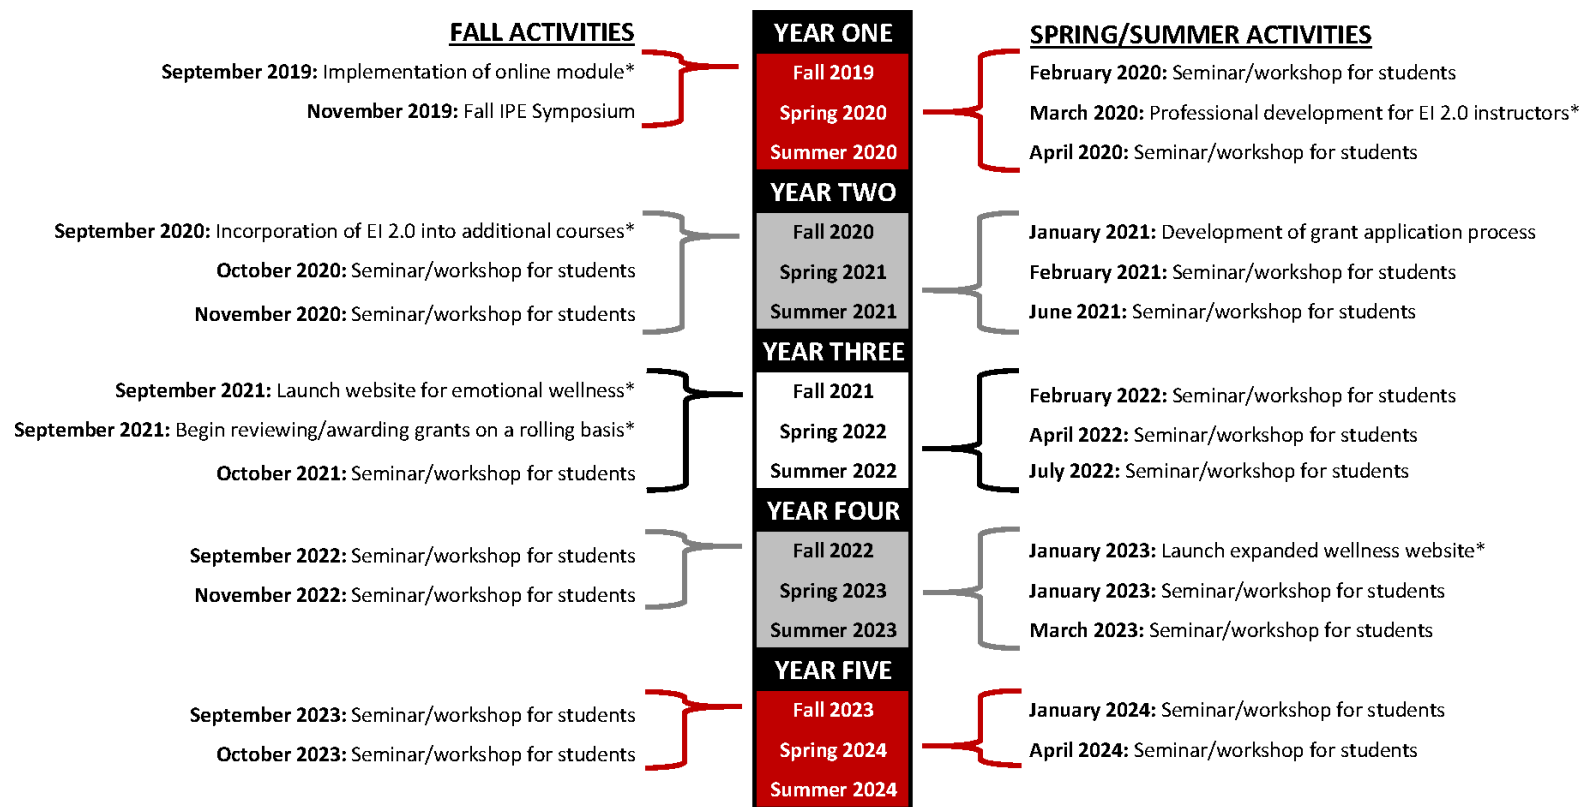 FALL ACTIVITIES
September 2019: Implementation of online module*
November 2019: Fall IPE Symposium
YEAR ONE
Fall 2019
Spring 2020
Summer 2020
SPRING/SUMMER ACTIVITIES
February 2020: Seminar/workshop for students
March 2020: Professional development for EI 2.0 instructors*
April 2020: Seminar/workshop for students
September 2020: Incorporation of EI 2.0 into additional courses*
October 2020: Seminar/workshop for students
November 2020: Seminar/workshop for students
YEAR TWO
Fall 2020
Spring 2021
Summer 2021
January 2021: Development of grant application process
February 2021: Seminar/workshop for students
June 2021: Seminar/workshop for students
September 2021: Launch website for emotional wellness*
September 2021: Begin reviewing/awarding grants on a rolling basis*
October 2021: Seminar/workshop for students
YEAR THREE
Fall 2021
Spring 2022
Summer 2022
February 2022: Seminar/workshop for students
April 2022: Seminar/workshop for students
July 2022: Seminar/workshop for students
September 2022: Seminar/workshop for students
November 2022: Seminar/workshop for students
YEAR FOUR
Fall 2022
Spring 2023
Summer 2023
January 2023: Launch expanded wellness website*
January 2023: Seminar/workshop for students
March 2023: Seminar/workshop for students
September 2023: Seminar/workshop for students
October 2023: Seminar/workshop for students
YEAR FIVE
Fall 2023
Spring 2024
Summer 2024
January 2024: Seminar/workshop for students
April 2024: Seminar/workshop for students